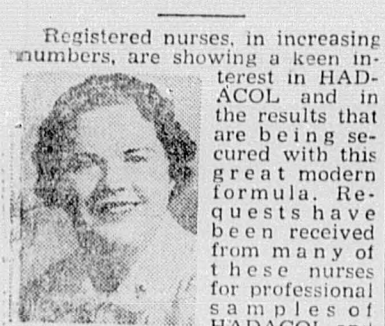 Registered nurses, in increasing
numbers, are showing a keen in-
terest in HAD-
ACOL and in
the results that
are being se-
cured with this
great modern
formula. Re-
quests have
been received
from many of
these nurses
for professional
samples of
HADACOL